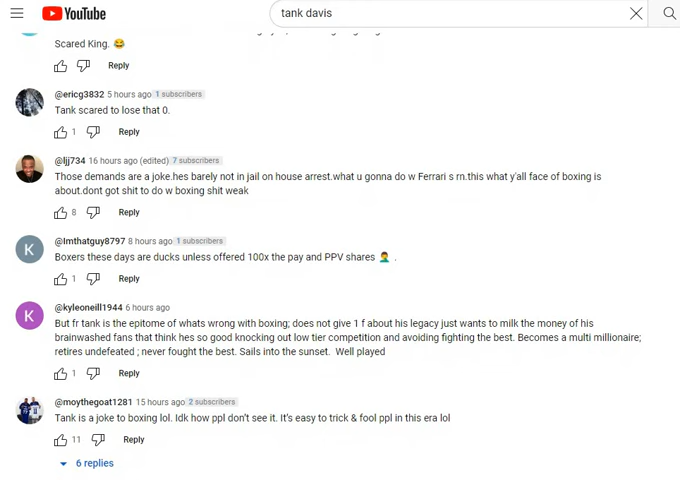 YouTube
tank davis
Scared King. 😂
Reply
@ericg3832 5 hours ago 1 subscribers
Tank scared to lose that 0.
1 Reply
@ljj734 16 hours ago (edited) 7 subscribers
Those demands are a joke.hes barely not in jail on house arrest.what u gonna do w Ferrari s rn.this what y'all face of boxing is
about.dont got shit to do w boxing shit weak
8 Reply
K
@Imthatguy8797 8 hours ago 1 subscribers
Boxers these days are ducks unless offered 100x the pay and PPV shares 🤦‍♂️ .
1 Reply
K
@kyleoneill1944 6 hours ago
But fr tank is the epitome of whats wrong with boxing; does not give 1 f about his legacy just wants to milk the money of his
brainwashed fans that think hes so good knocking out low tier competition and avoiding fighting the best. Becomes a multi millionaire;
retires undefeated ; never fought the best. Sails into the sunset.  Well played
1 Reply
@moythegoat1281 15 hours ago 2 subscribers
Tank is a joke to boxing lol. Idk how ppl don't see it. It's easy to trick & fool ppl in this era lol
11 Reply
6 replies